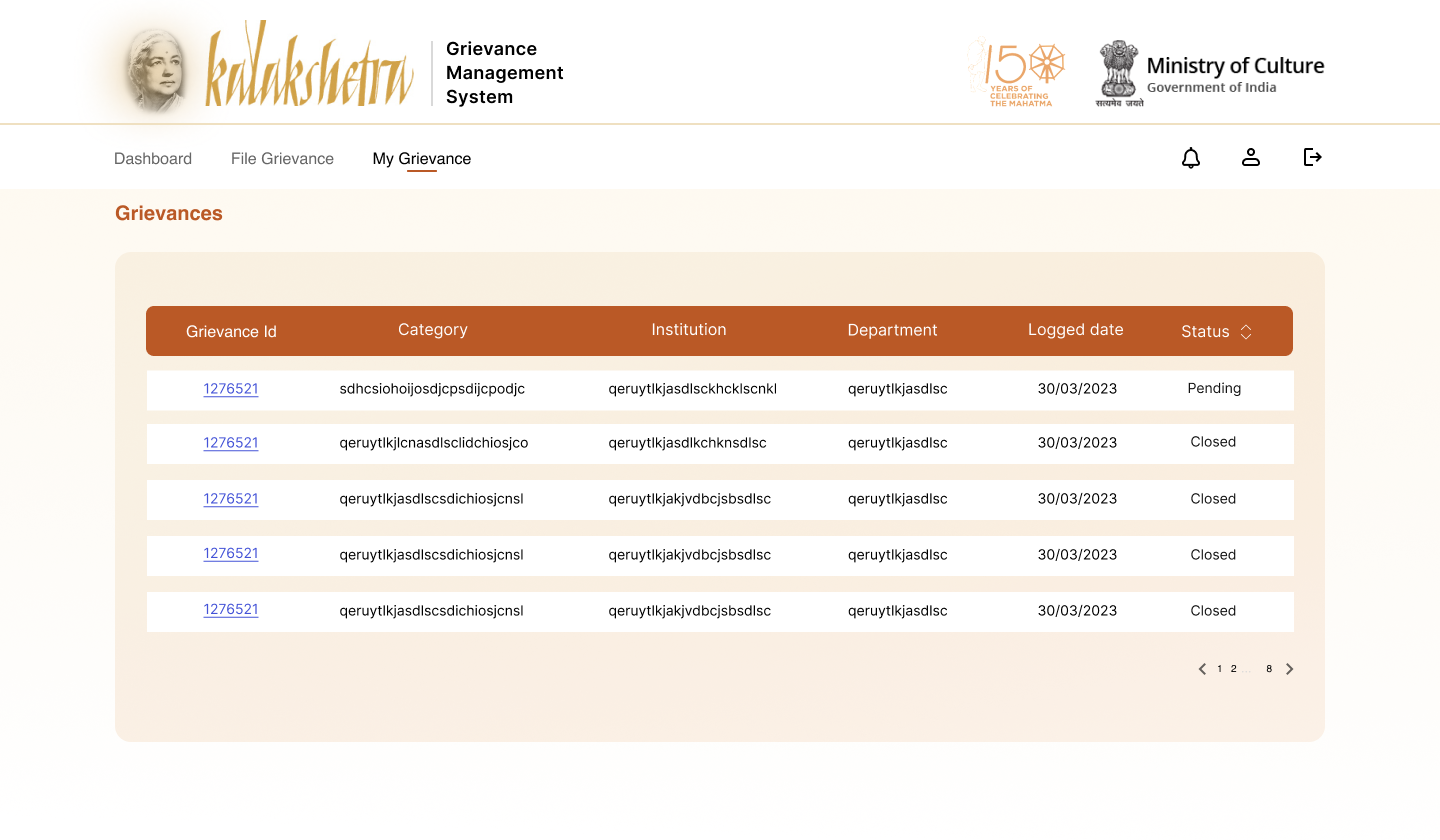 kalakshetra
Grievance
Management
System
150
YEARS OF
CELEBRATING
THE MAHATMA
सत्यमेव जयते
Ministry of Culture
Government of India
Dashboard File Grievance My Grievance
Grievances
Grievance Id Category Institution Department Logged date Status
1276521 sdhcsiohoijosdjcpsdijcpodjc qeruytlkjasdlsckhcklscnkl qeruytlkjasdlsc 30/03/2023 Pending
1276521 qeruytlkjlcnasdlsclidchiosjco qeruytlkjasdlkchknsdlsc qeruytlkjasdlsc 30/03/2023 Closed
1276521 qeruytlkjasdlscsdichiosjcnsl qeruytlkjakjvdbcjsbsdlsc qeruytlkjasdlsc 30/03/2023 Closed
1276521 qeruytlkjasdlscsdichiosjcnsl qeruytlkjakjvdbcjsbsdlsc qeruytlkjasdlsc 30/03/2023 Closed
1276521 qeruytlkjasdlscsdichiosjcnsl qeruytlkjakjvdbcjsbsdlsc qeruytlkjasdlsc 30/03/2023 Closed
1 2 ..... 8